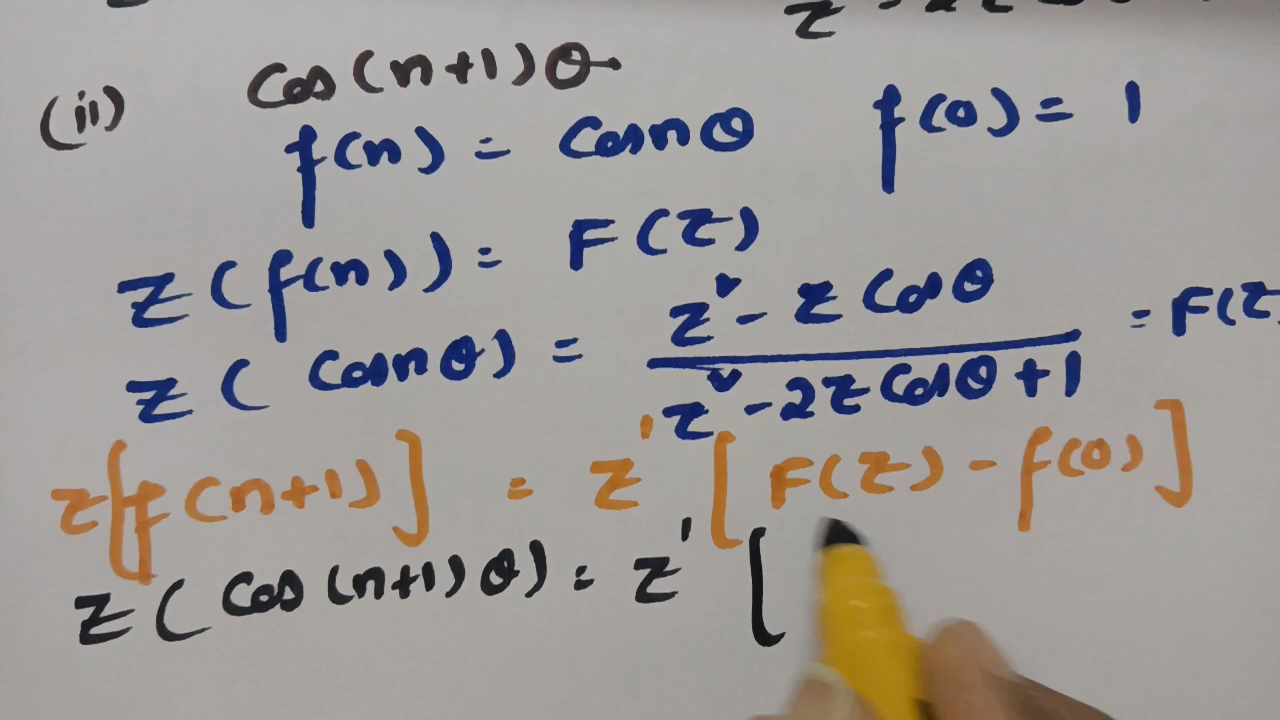 (ii) Cos(n+1)θ
f(n) = Cosnθ f(0) = 1
Z(f(n)) = F(Z)
Z(Cosnθ) = z² - z Cosθ / z² - 2z Cosθ + 1 = F(Z
Z[f(n+1)] = Z¹ [F(Z) - f(0)]
Z(Cos(n+1)θ) = Z¹ [